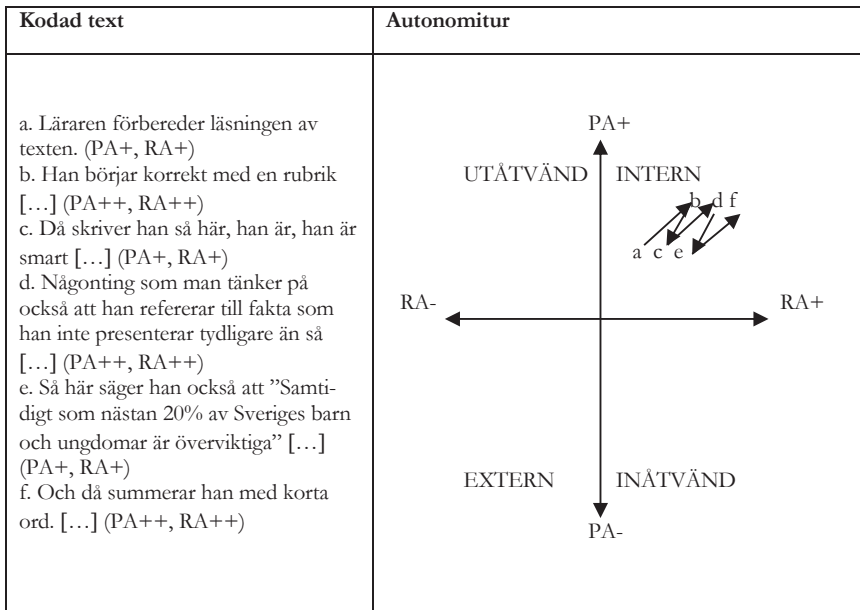 Kodad text
Autonomitur
a. Läraren förbereder läsningen av
texten. (PA+, RA+)
b. Han börjar korrekt med en rubrik
[…] (PA++, RA++)
c. Då skriver han så här, han är, han är
smart […] (PA+, RA+)
d. Någonting som man tänker på
också att han refererar till fakta som
han inte presenterar tydligare än så
[…] (PA++, RA++)
e. Så här säger han också att ”Samti-
digt som nästan 20% av Sveriges barn
och ungdomar är överviktiga” […]
(PA+, RA+)
f. Och då summerar han med korta
ord. […] (PA++, RA++)
PA+
UTÅTVÄND INTERN
b d f
a c e
RA- RA+
EXTERN INÅTVÄND
PA-